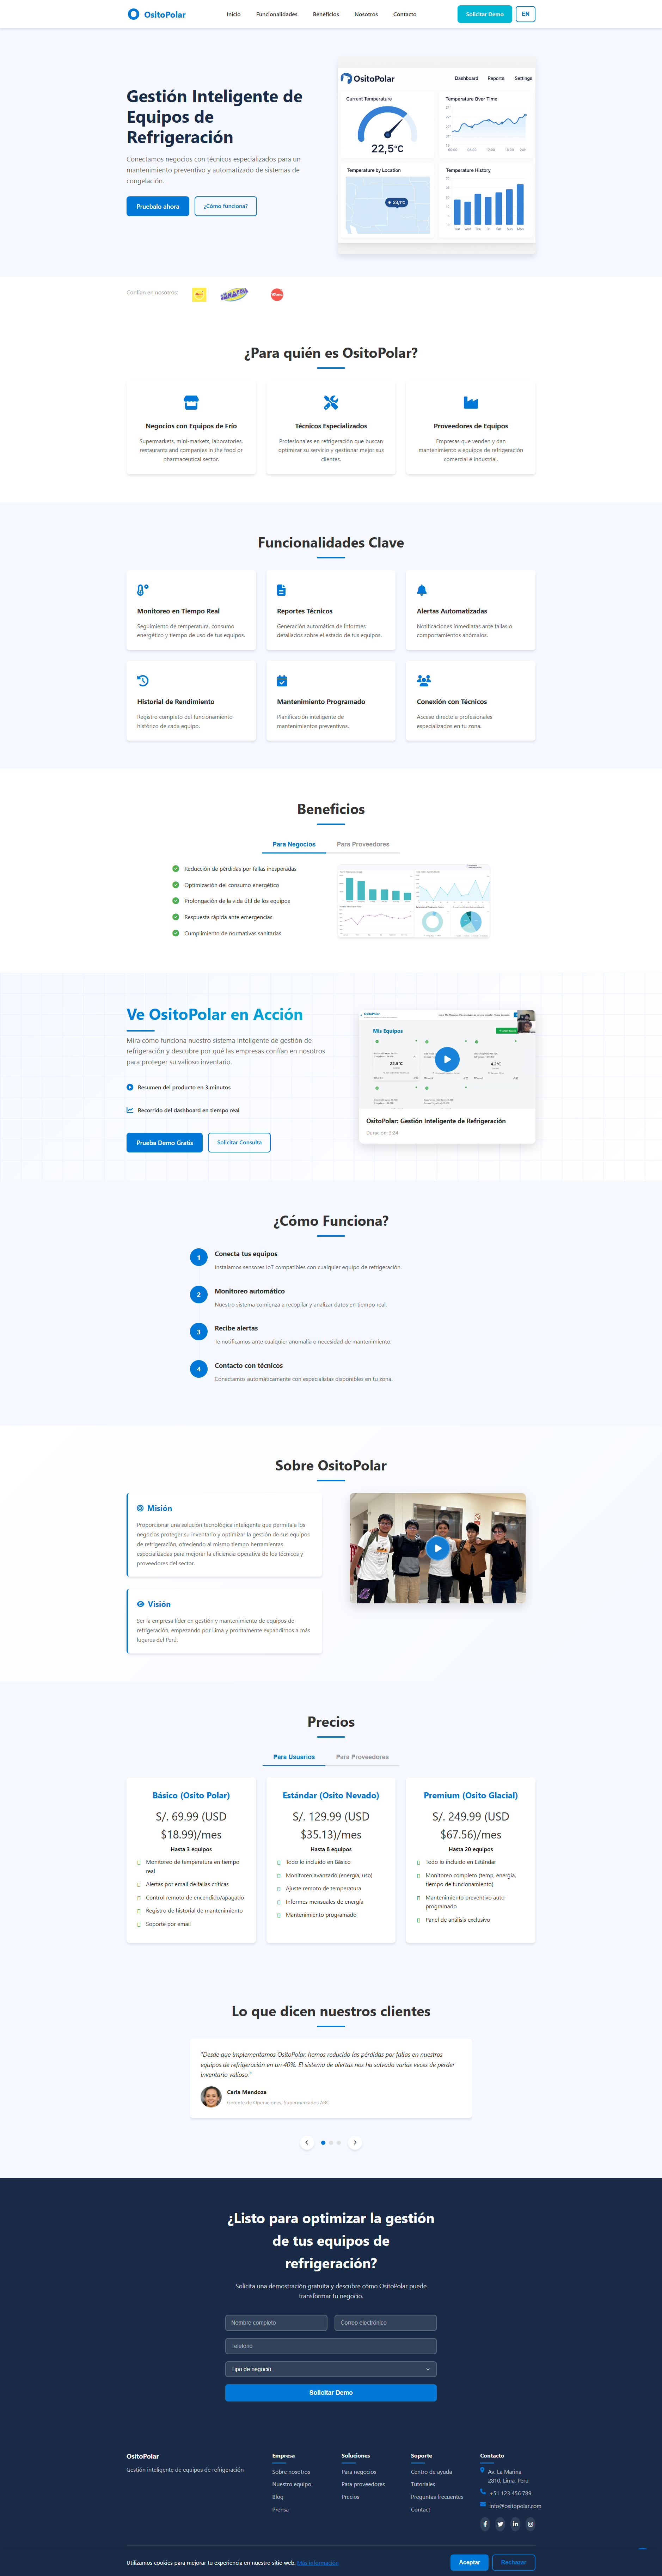 OsitoPolar
Inicio
Funcionalidades
Beneficios
Nosotros
Contacto
Solicitar Demo
EN
Gestión Inteligente de
Equipos de
Refrigeración
Conectamos negocios con técnicos especializados para un
mantenimiento preventivo y automatizado de sistemas de
congelación.
Pruebalo ahora
¿Cómo funciona?
OsitoPolar
Dashboard
Reports
Settings
Current Temperature
22,5°C
Temperature Over Time
Temperature by Location
23,1°C
Temperature History
Tue Wed Thu Tus Sun Sum Mon
Confían en nosotros:
¿Para quién es OsitoPolar?
Negocios con Equipos de Frío
Supermarkets, mini-markets, laboratories,
restaurants and companies in the food or
pharmaceutical sector.
Técnicos Especializados
Profesionales en refrigeración que buscan
optimizar su servicio y gestionar mejor sus
clientes.
Proveedores de Equipos
Empresas que venden y dan
mantenimiento a equipos de refrigeración
comercial e industrial.
Funcionalidades Clave
Monitoreo en Tiempo Real
Seguimiento de temperatura, consumo
energético y tiempo de uso de tus equipos.
Reportes Técnicos
Generación automática de informes
detallados sobre el estado de tus equipos.
Alertas Automatizadas
Notificaciones inmediatas ante fallas o
comportamientos anómalos.
Historial de Rendimiento
Registro completo del funcionamiento
histórico de cada equipo.
Mantenimiento Programado
Planificación inteligente de
mantenimientos preventivos.
Conexión con Técnicos
Acceso directo a profesionales
especializados en tu zona.
Beneficios
Para Negocios
Para Proveedores
Reducción de pérdidas por fallas inesperadas
Optimización del consumo energético
Prolongación de la vida útil de los equipos
Respuesta rápida ante emergencias
Cumplimiento de normativas sanitarias
Ve OsitoPolar en Acción
Mira cómo funciona nuestro sistema inteligente de gestión de
refrigeración y descubre por qué las empresas confían en nosotros
para proteger su valioso inventario.
Resumen del producto en 3 minutos
Recorrido del dashboard en tiempo real
Prueba Demo Gratis
Solicitar Consulta
Mis Equipos
22.5°C
4.2°C
OsitoPolar: Gestión Inteligente de Refrigeración
Duración: 3:24
¿Cómo Funciona?
1
Conecta tus equipos
Instalamos sensores IoT compatibles con cualquier equipo de refrigeración.
2
Monitoreo automático
Nuestro sistema comienza a recopilar y analizar datos en tiempo real.
3
Recibe alertas
Te notificamos ante cualquier anomalía o necesidad de mantenimiento.
4
Contacto con técnicos
Conectamos automáticamente con especialistas disponibles en tu zona.
Sobre OsitoPolar
Misión
Proporcionar una solución tecnológica inteligente que permita a los
negocios proteger su inventario y optimizar la gestión de sus equipos
de refrigeración, ofreciendo al mismo tiempo herramientas
especializadas para mejorar la eficiencia operativa de los técnicos y
proveedores del sector.
Visión
Ser la empresa líder en gestión y mantenimiento de equipos de
refrigeración, empezando por Lima y prontamente expandirnos a más
lugares del Perú.
Precios
Para Usuarios
Para Proveedores
Básico (Osito Polar)
S/. 69.99 (USD
$18.99)/mes
Hasta 3 equipos
Monitoreo de temperatura en tiempo
real
Alertas por email de fallas críticas
Control remoto de encendido/apagado
Registro de historial de mantenimiento
Soporte por email
Estándar (Osito Nevado)
S/. 129.99 (USD
$35.13)/mes
Hasta 8 equipos
Todo lo incluido en Básico
Monitoreo avanzado (energía, uso)
Ajuste remoto de temperatura
Informes mensuales de energía
Mantenimiento programado
Premium (Osito Glacial)
S/. 249.99 (USD
$67.56)/mes
Hasta 20 equipos
Todo lo incluido en Estándar
Monitoreo completo (temp, energía,
tiempo de funcionamiento)
Mantenimiento preventivo auto-
programado
Panel de análisis exclusivo
Lo que dicen nuestros clientes
"Desde que implementamos OsitoPolar, hemos reducido las pérdidas por fallas en nuestros
equipos de refrigeración en un 40%. El sistema de alertas nos ha salvado varias veces de perder
inventario valioso."
Carla Mendoza
Gerente de Operaciones, Supermercados ABC
¿Listo para optimizar la gestión
de tus equipos de
refrigeración?
Solicita una demostración gratuita y descubre cómo OsitoPolar puede
transformar tu negocio.
Nombre completo
Correo electrónico
Teléfono
Tipo de negocio
Solicitar Demo
OsitoPolar
Gestión inteligente de equipos de refrigeración
Empresa
Sobre nosotros
Nuestro equipo
Blog
Prensa
Soluciones
Para negocios
Para proveedores
Precios
Soporte
Centro de ayuda
Tutoriales
Preguntas frecuentes
Contact
Contacto
Av. La Marina
2810, Lima, Peru
+51 123 456 789
info@ositopolar.com
Utilizamos cookies para mejorar tu experiencia en nuestro sitio web. Más información
Aceptar
Rechazar